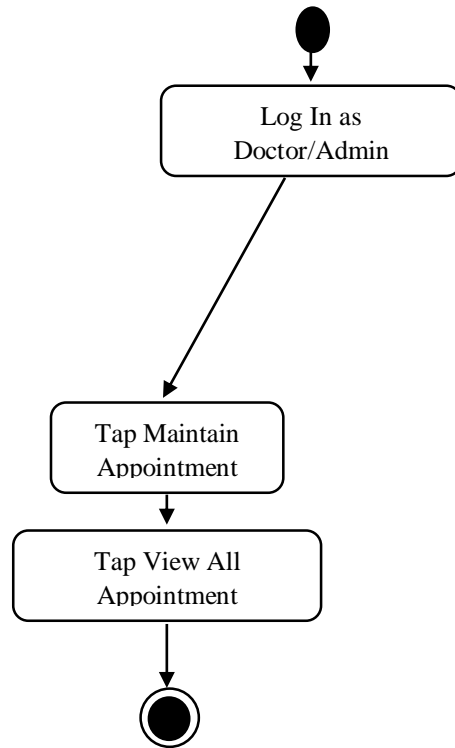 Log In as
Doctor/Admin
Tap Maintain
Appointment
Tap View All
Appointment